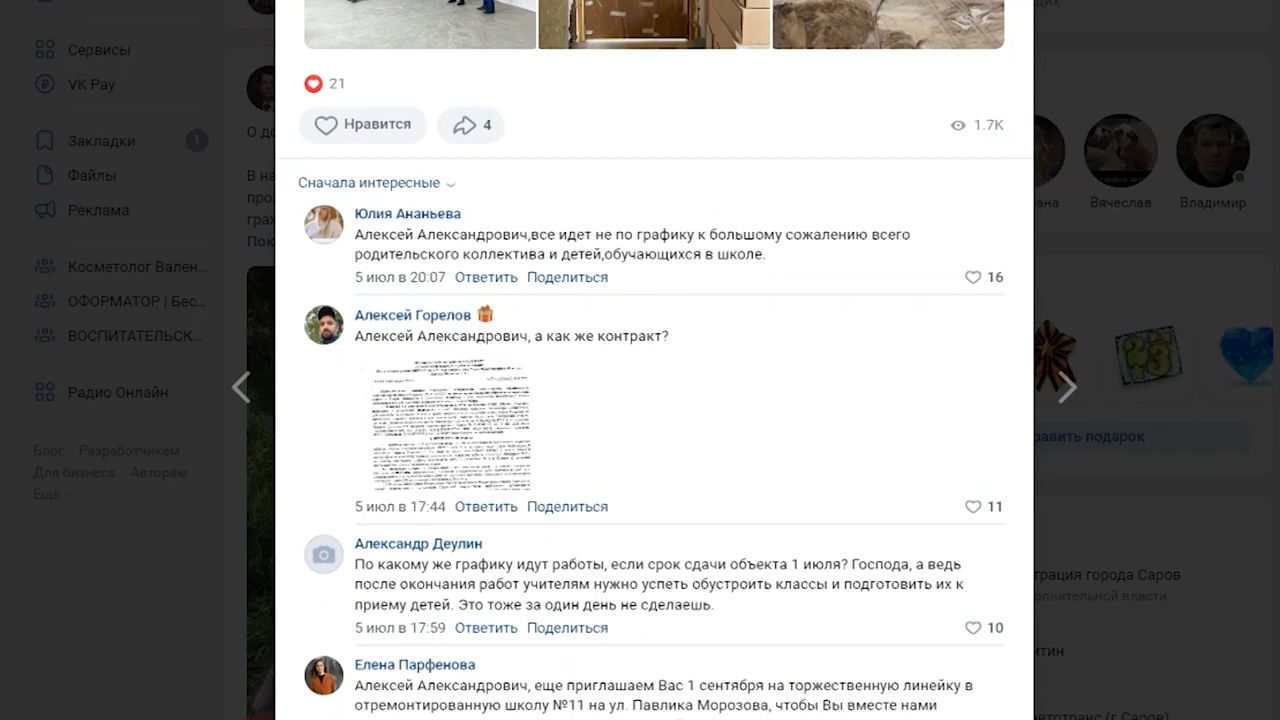 Сервисы
VK Pay
Закладки
1
Файлы
Реклама
Косметолог Вален...
ОФОРМАТОР | Бес...
ВОСПИТАТЕЛЬСК...
Радио Онлайн
Блог Разработчикам
Для бизнеса Авторам
Ещё
21
Нравится
4
1.7K
Сначала интересные
Юлия Ананьева
Алексей Александрович,все идет не по графику к большому сожалению всего
родительского коллектива и детей,обучающихся в школе.
5 июл в 20:07 Ответить Поделиться
16
Алексей Горелов
Алексей Александрович, а как же контракт?
5 июл в 17:44 Ответить Поделиться
11
Александр Деулин
По какому же графику идут работы, если срок сдачи объекта 1 июля? Господа, а ведь
после окончания работ учителям нужно успеть обустроить классы и подготовить их к
приему детей. Это тоже за один день не сделаешь.
5 июл в 17:59 Ответить Поделиться
10
Елена Парфенова
Алексей Александрович, еще приглашаем Вас 1 сентября на торжественную линейку в
отремонтированную школу №11 на ул. Павлика Морозова, чтобы Вы вместе нами
Вячеслав
Владимир
подарок
города Саров
власти
(г.Саров)